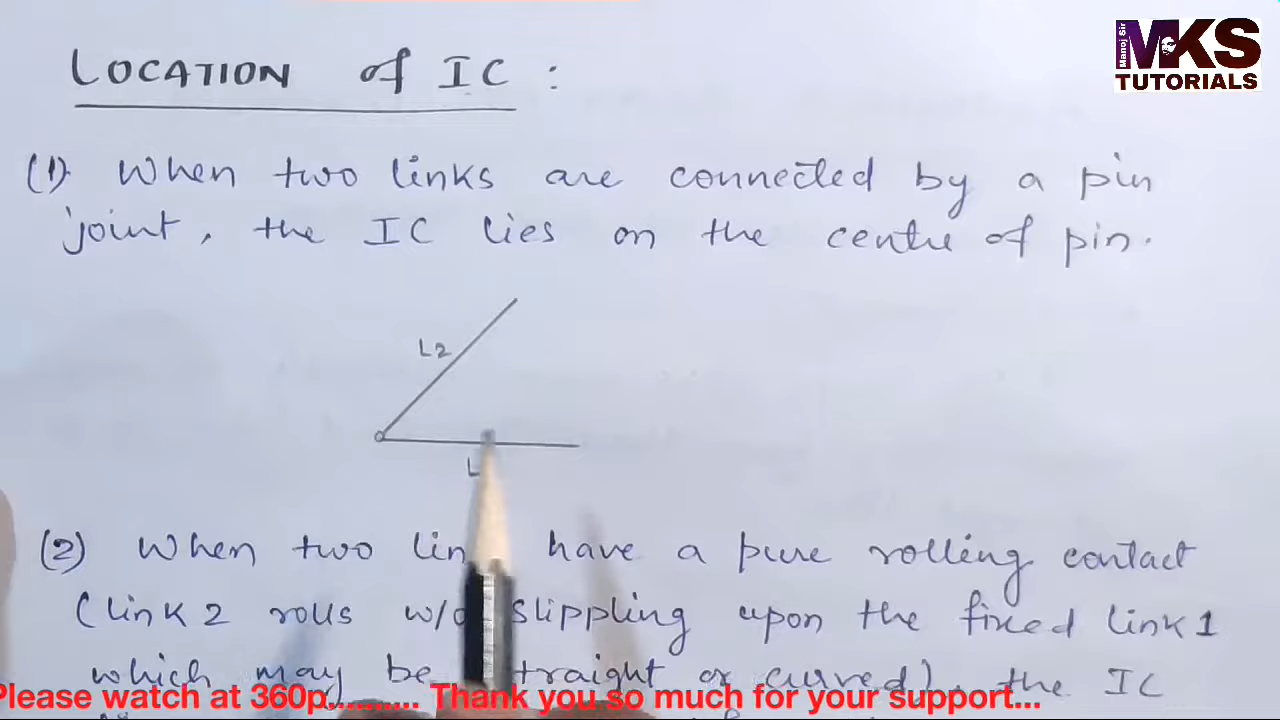 LOCATION of IC :
Manoj Sir
MKS
TUTORIALS
(1). When two links are connected by a pin
joint, the IC lies on the centre of pin.
L2
L
(2) When two lin have a pure rolling contact
(link 2 rolls w/o slippling upon the fixed link 1
which may be straight or curved), the IC
Please watch at 360p.......... Thank you so much for your support...